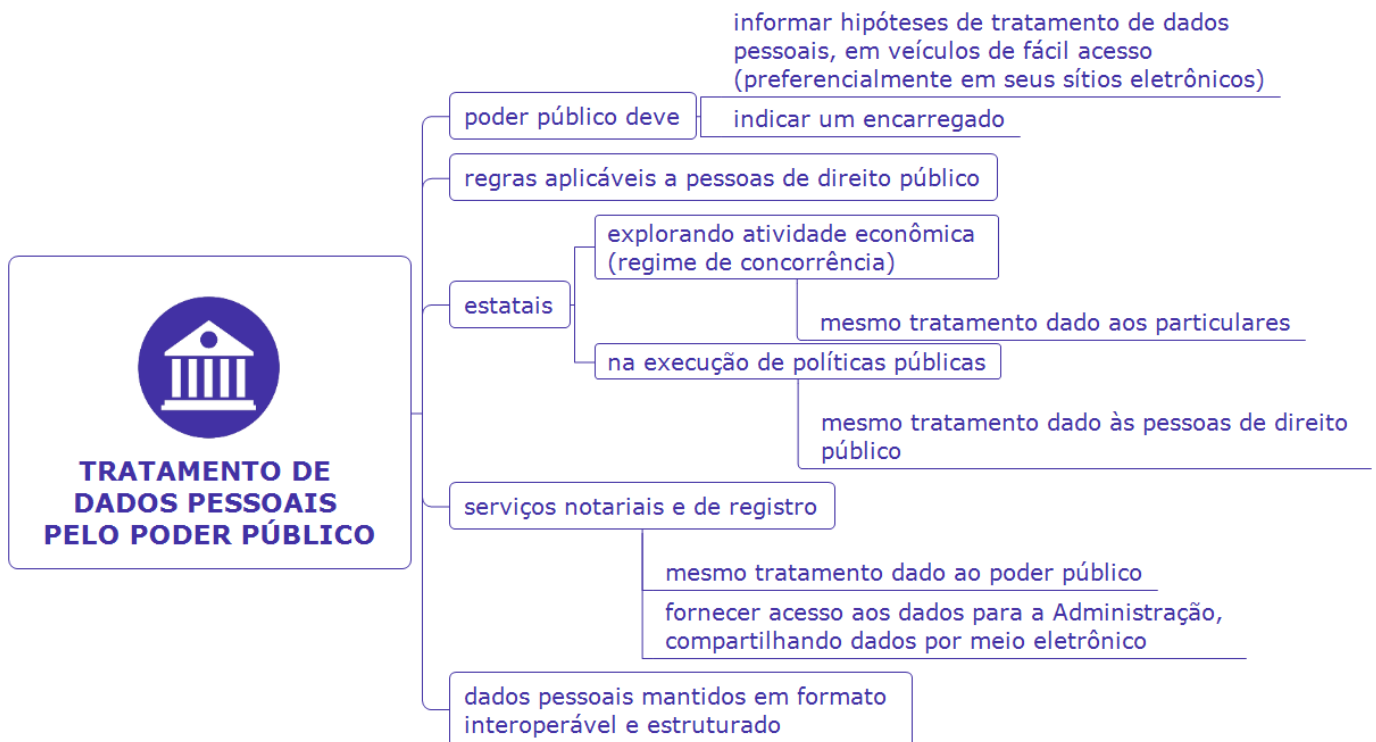 informar hipóteses de tratamento de dados
pessoais, em veículos de fácil acesso
(preferencialmente em seus sítios eletrônicos)
poder público deve
indicar um encarregado
regras aplicáveis a pessoas de direito público
explorando atividade econômica
(regime de concorrência)
estatais
mesmo tratamento dado aos particulares
na execução de políticas públicas
mesmo tratamento dado às pessoas de direito
público
TRATAMENTO DE
DADOS PESSOAIS
PELO PODER PÚBLICO
serviços notariais e de registro
mesmo tratamento dado ao poder público
fornecer acesso aos dados para a Administração,
compartilhando dados por meio eletrônico
dados pessoais mantidos em formato
interoperável e estruturado